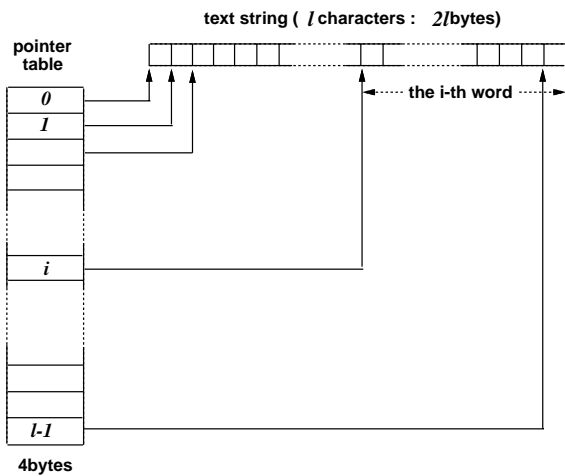 text string ( l characters : 2l bytes)
pointer
table
0
1
the i-th word
i
l-1
4bytes